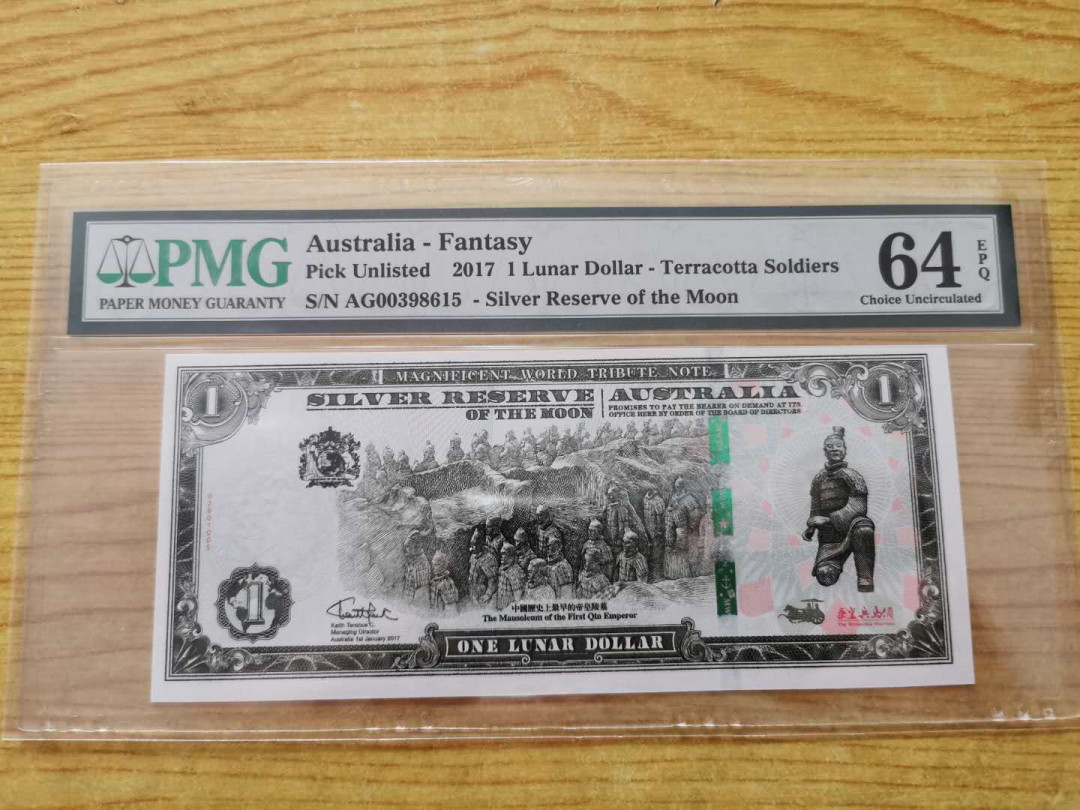 PMG
PAPER MONEY GUARANTY
Australia - Fantasy
Pick Unlisted 2017 1 Lunar Dollar - Terracotta Soldiers
S/N AG00398615 - Silver Reserve of the Moon
64
EPQ
Choice Uncirculated
MAGNIFICENT WORLD TRIBUTE NOTE
1
1
SILVER RESERVE
OF THE MOON
AUSTRALIA
PROMISES TO PAY THE BEARER ON DEMAND AT ITS
OFFICE HERE BY ORDER OF THE BOARD OF DIRECTORS
1
Keith Terence C.
Managing Director
Australia 1st January 2017
中國歷史上最早的帝皇陵墓
The Mausoleum of the First Qin Emperor
ONE LUNAR DOLLAR